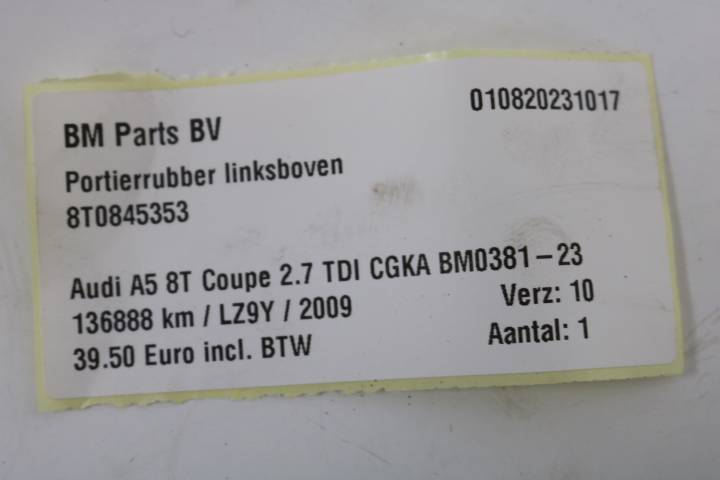 010820231017
BM Parts BV
Portierrubber linksboven
8T0845353
Audi A5 8T Coupe 2.7 TDI CGKA BM0381-23
136888 km / LZ9Y / 2009 Verz: 10
39.50 Euro incl. BTW Aantal: 1